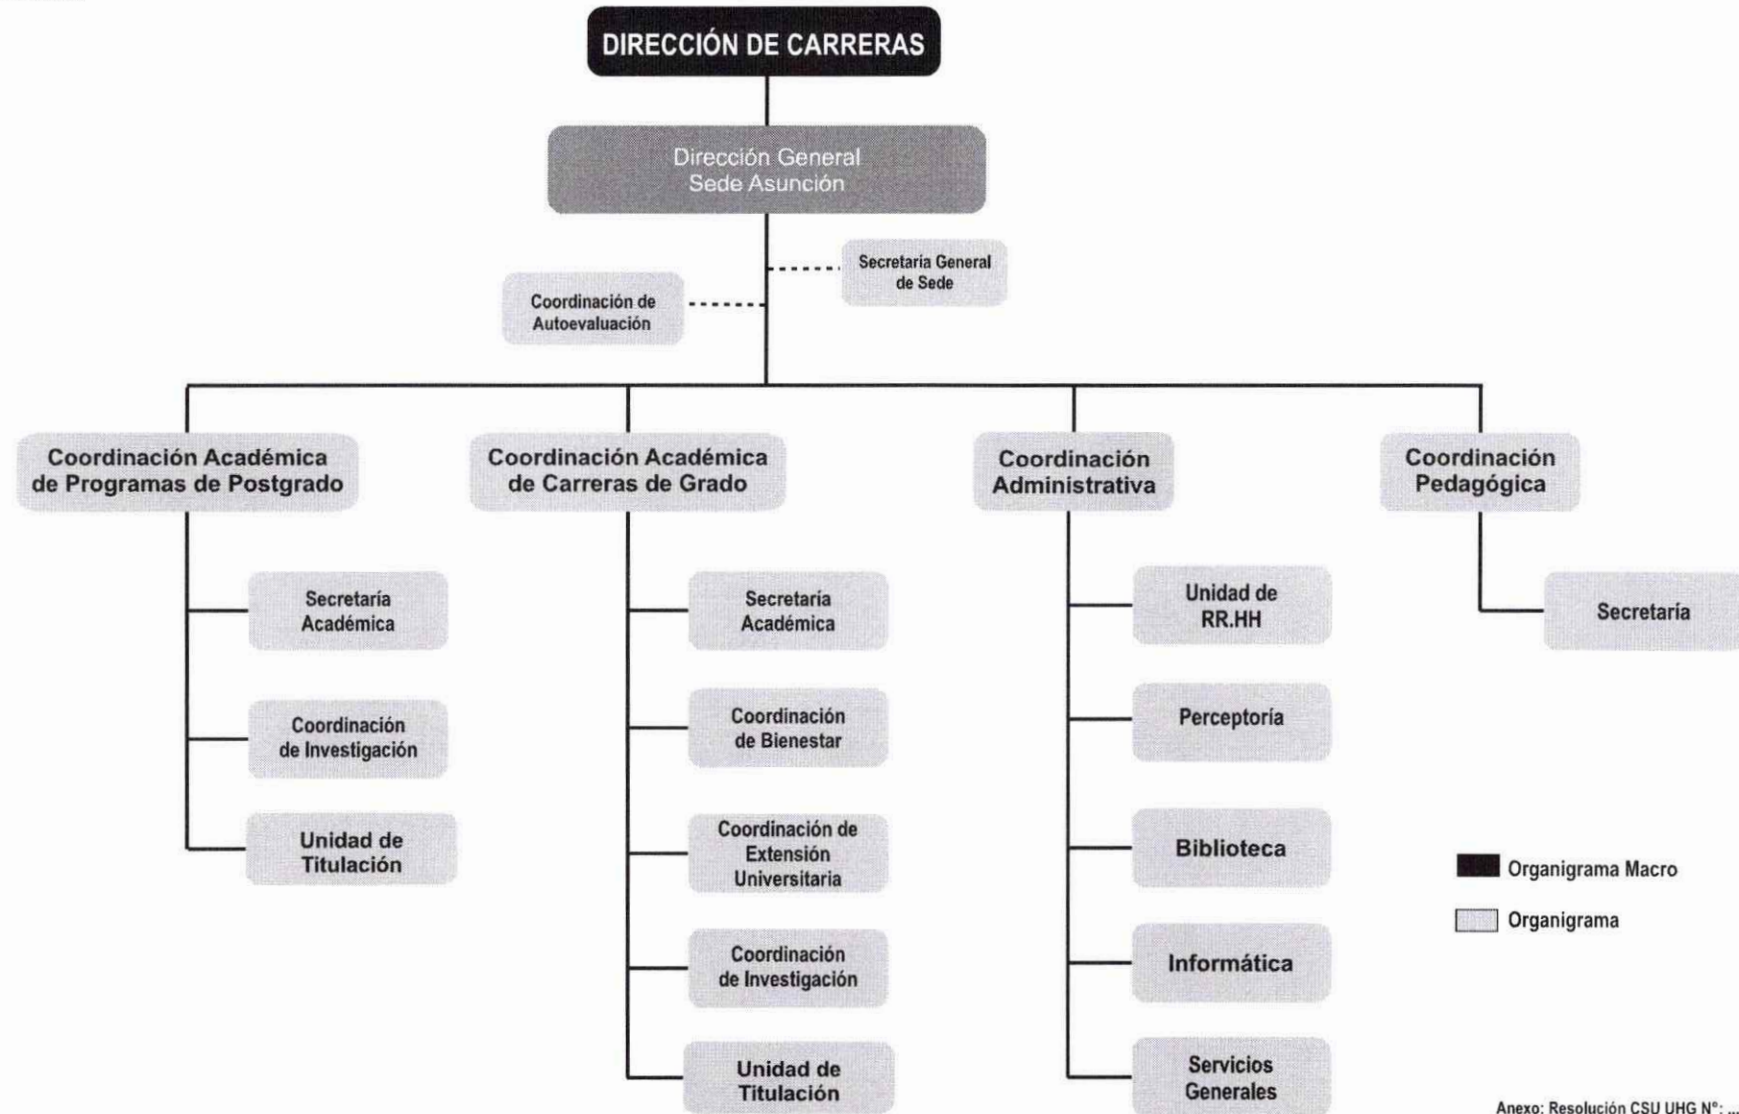 DIRECCIÓN DE CARRERAS
Dirección General
Sede Asunción
Secretaria General
de Sede
Coordinación de
Autoevaluación
Coordinación Académica
de Programas de Postgrado
Secretaría
Académica
Coordinación
de Investigación
Unidad de
Titulación
Coordinación Académica
de Carreras de Grado
Secretaría
Académica
Coordinación
de Bienestar
Coordinación de
Extensión
Universitaria
Coordinación
de Investigación
Unidad de
Titulación
Coordinación
Administrativa
Unidad de
RR.HH
Perceptoría
Biblioteca
Informática
Servicios
Generales
Coordinación
Pedagógica
Secretaría
Organigrama Macro
Organigrama
Anexo: Resolución CSU UHG N°: ...